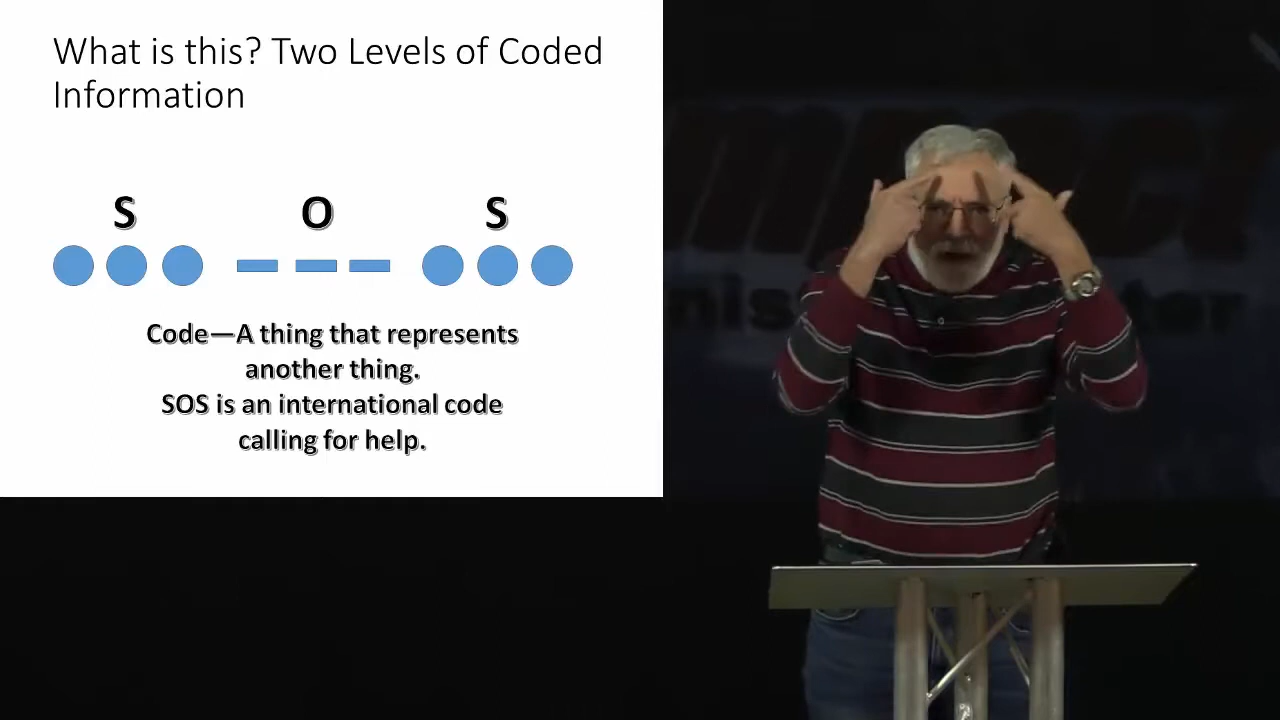 What is this? Two Levels of Coded
Information
S O S
Code—A thing that represents
another thing.
SOS is an international code
calling for help.